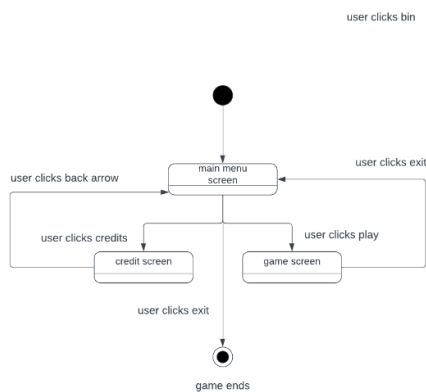 user clicks bin
main menu
screen
user clicks exit
user clicks back arrow
user clicks credits
user clicks play
credit screen
game screen
user clicks exit
game ends